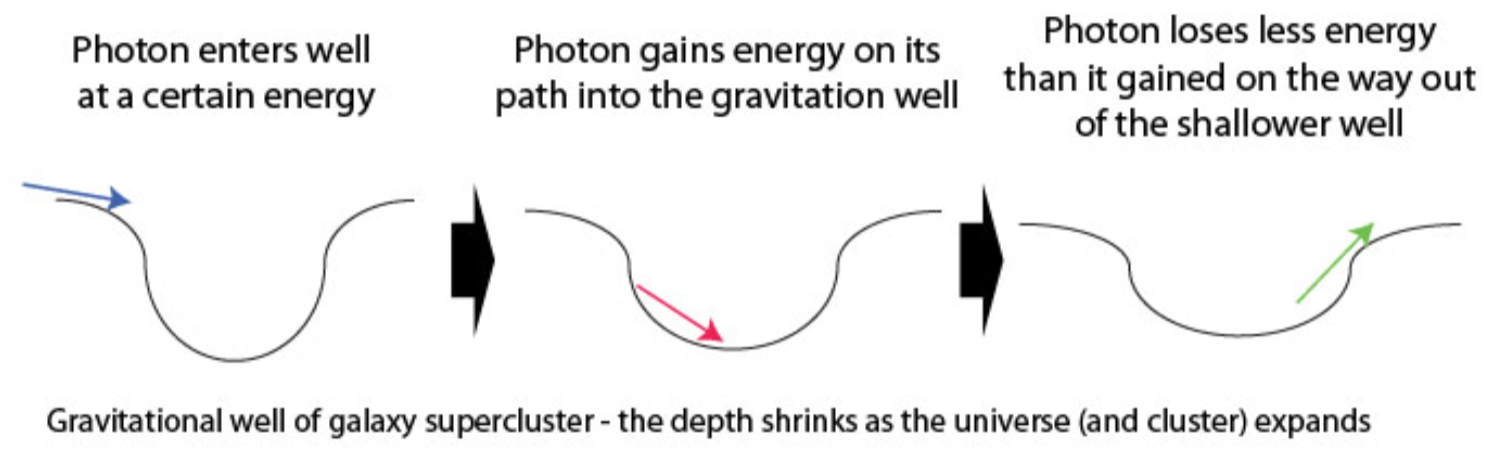 Photon enters well
at a certain energy
Photon gains energy on its
path into the gravitation well
Photon loses less energy
than it gained on the way out
of the shallower well
Gravitational well of galaxy supercluster - the depth shrinks as the universe (and cluster) expands